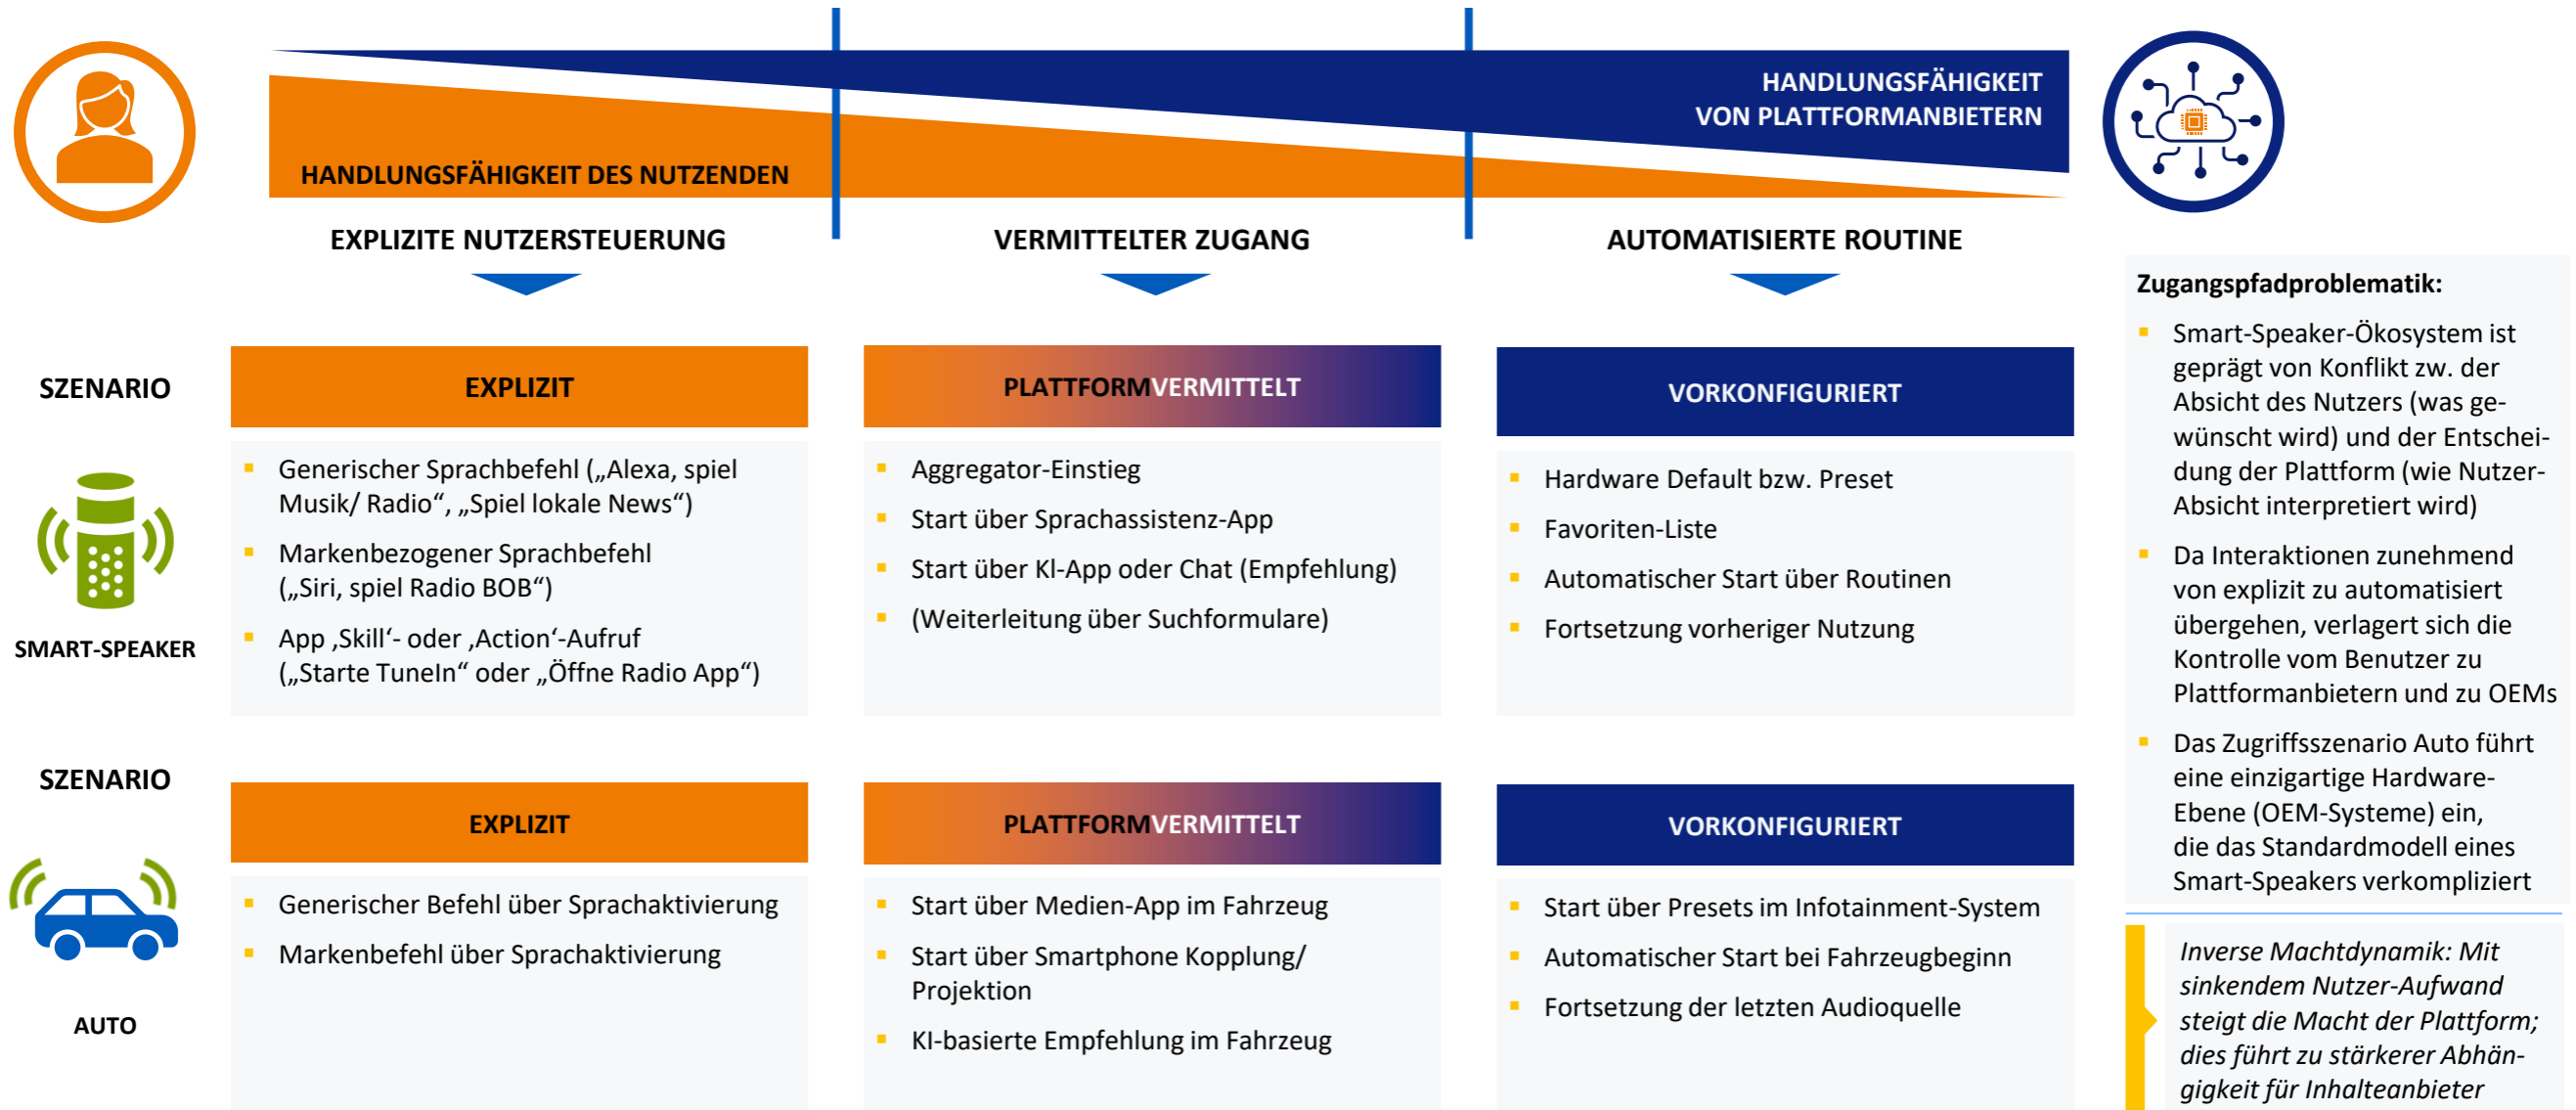 HANDLUNGSFÄHIGKEIT
VON PLATTFORMANBIETERN
HANDLUNGSFÄHIGKEIT DES NUTZENDEN
EXPLIZITE NUTZERSTEUERUNG
VERMITTELTER ZUGANG
AUTOMATISIERTE ROUTINE
SZENARIO
SMART-SPEAKER
EXPLIZIT
Generischer Sprachbefehl („Alexa, spiel
Musik/ Radio“, „Spiel lokale News“)
Markenbezogener Sprachbefehl
(„Siri, spiel Radio BOB“)
App ‚Skill‘- oder ‚Action‘-Aufruf
(„Starte TuneIn“ oder „Öffne Radio App“)
PLATTFORMVERMITTELT
Aggregator-Einstieg
Start über Sprachassistenz-App
Start über KI-App oder Chat (Empfehlung)
(Weiterleitung über Suchformulare)
VORKONFIGURIERT
Hardware Default bzw. Preset
Favoriten-Liste
Automatischer Start über Routinen
Fortsetzung vorheriger Nutzung
SZENARIO
AUTO
EXPLIZIT
Generischer Befehl über Sprachaktivierung
Markenbefehl über Sprachaktivierung
PLATTFORMVERMITTELT
Start über Medien-App im Fahrzeug
Start über Smartphone Kopplung/
Projektion
KI-basierte Empfehlung im Fahrzeug
VORKONFIGURIERT
Start über Presets im Infotainment-System
Automatischer Start bei Fahrzeugbeginn
Fortsetzung der letzten Audioquelle
Zugangspfadproblematik:
Smart-Speaker-Ökosystem ist
geprägt von Konflikt zw. der
Absicht des Nutzers (was ge-
wünscht wird) und der Entschei-
dung der Plattform (wie Nutzer-
Absicht interpretiert wird)
Da Interaktionen zunehmend
von explizit zu automatisiert
übergehen, verlagert sich die
Kontrolle vom Benutzer zu
Plattformanbietern und zu OEMs
Das Zugriffsszenario Auto führt
eine einzigartige Hardware-
Ebene (OEM-Systeme) ein,
die das Standardmodell eines
Smart-Speakers verkompliziert
Inverse Machtdynamik: Mit
sinkendem Nutzer-Aufwand
steigt die Macht der Plattform;
dies führt zu stärkerer Abhän-
gigkeit für Inhalteanbieter